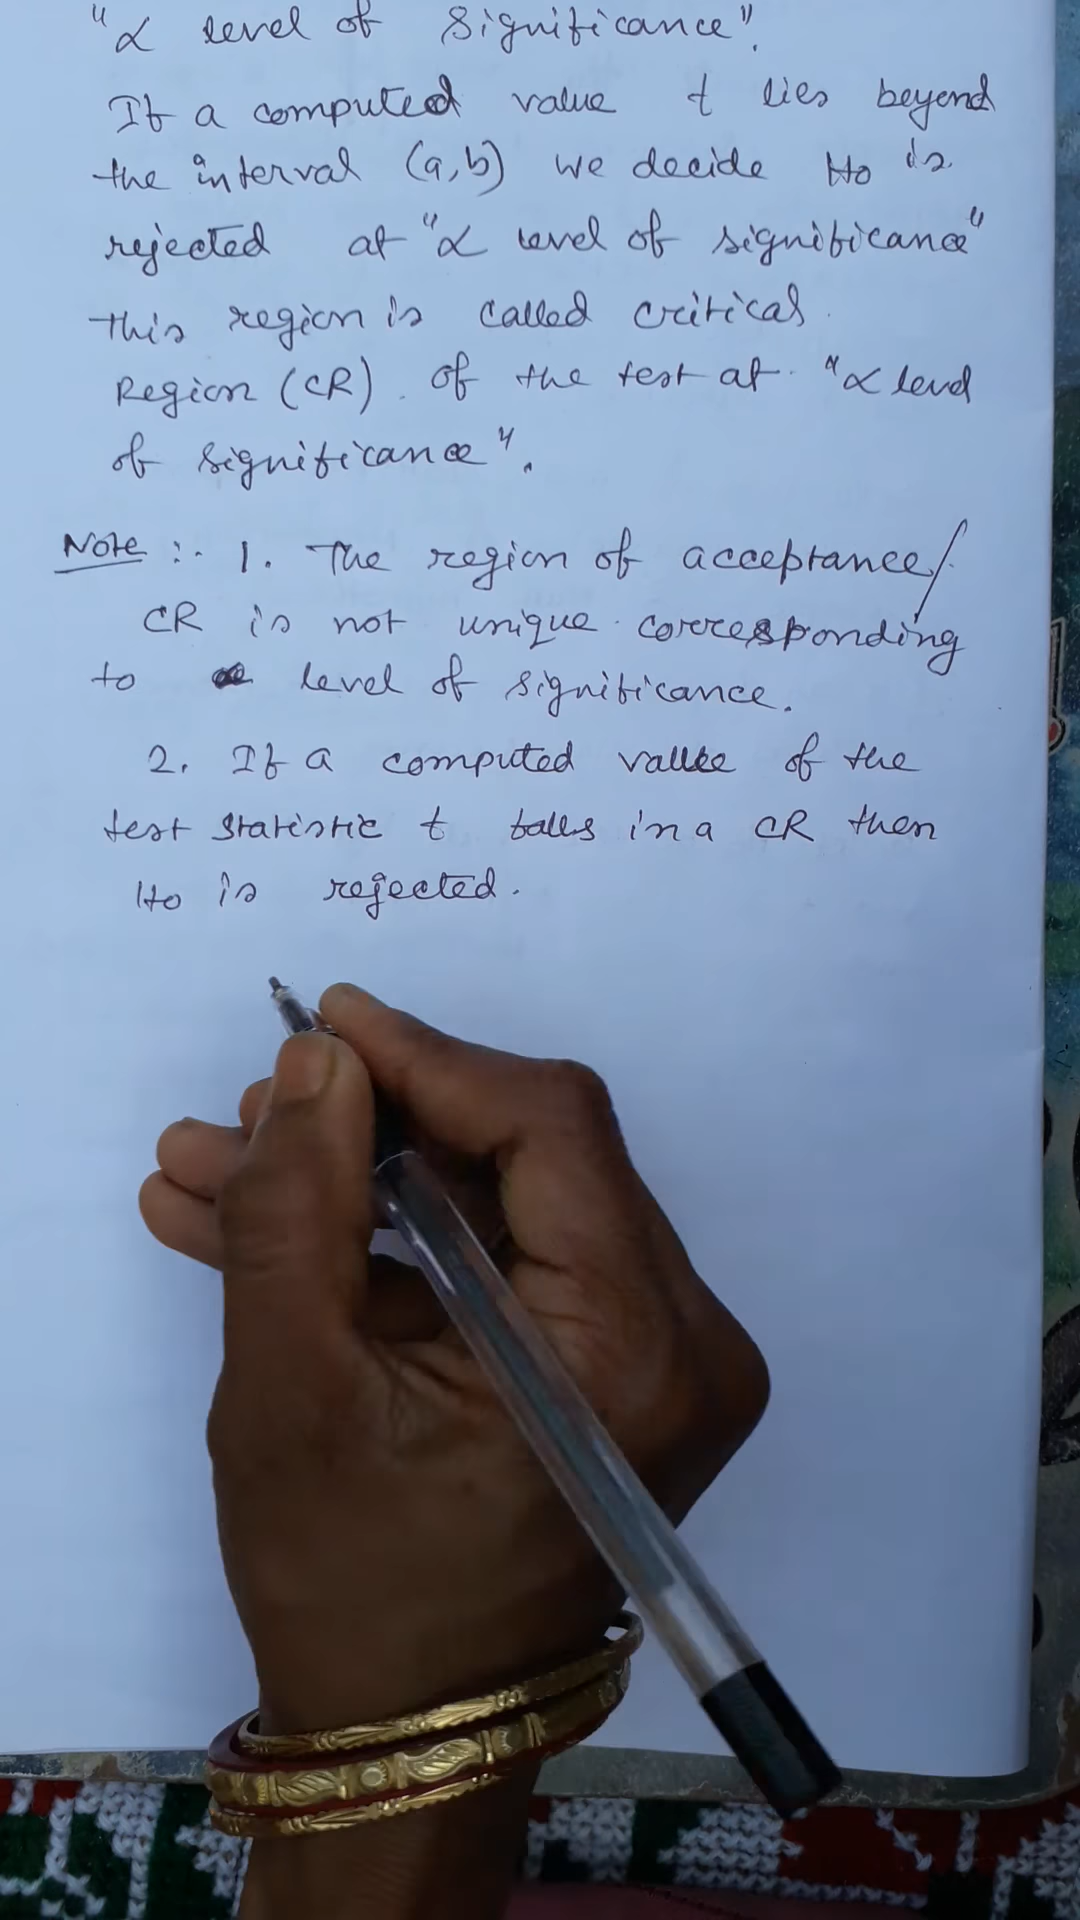 "α level of significance".
If a computed value t lies beyond
the interval (a,b) we decide H0 is
rejected at "α level of significance"
this region is called critical
Region (CR). of the test at "α level
of significance".
Note :- 1. The region of acceptance/
CR is not unique corresponding
to level of significance.
2. If a computed value of the
test statistic t falls in a CR then
H0 is rejected.